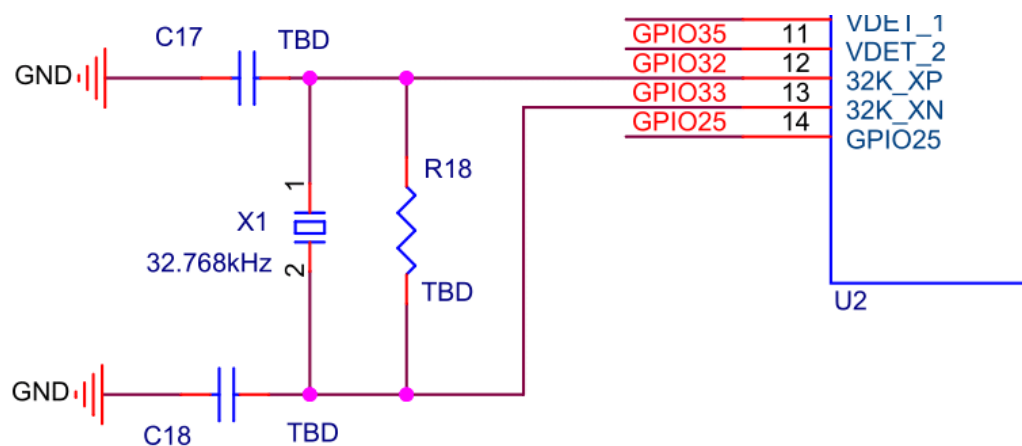 C17
TBD
GND
VDET_1
GPIO35
11
VDET_2
GPIO32
12
32K_XP
GPIO33
13
32K_XN
GPIO25
14
GPIO25
R18
1
X1
32.768kHz
2
TBD
U2
GND
C18
TBD